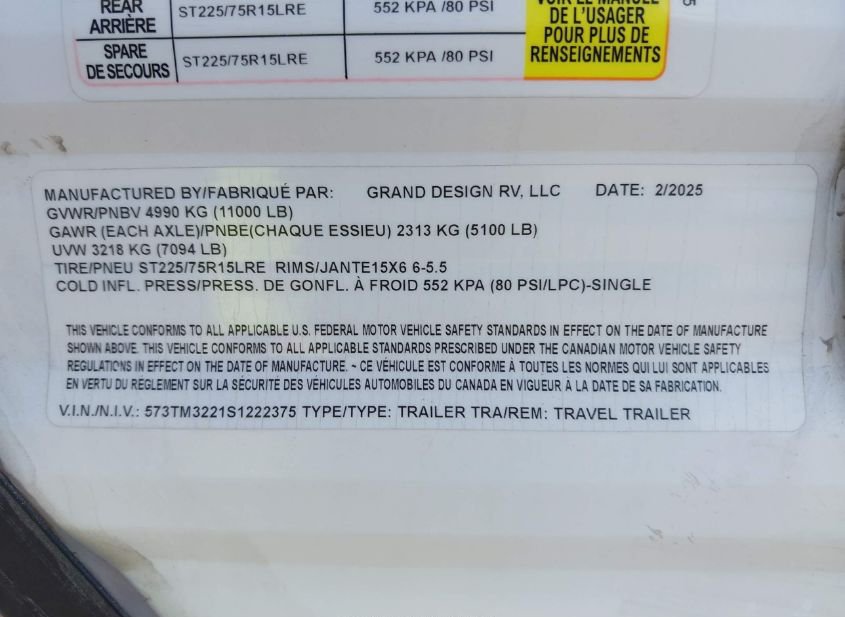 REAR
ARRIÈRE
ST225/75R15LRE
552 KPA /80 PSI
SPARE
DE SECOURS
ST225/75R15LRE
552 KPA /80 PSI
VOIR LE MANUEL
DE L'USAGER
POUR PLUS DE
RENSEIGNEMENTS
MANUFACTURED BY/FABRIQUÉ PAR: GRAND DESIGN RV, LLC DATE: 2/2025
GVWR/PNBV 4990 KG (11000 LB)
GAWR (EACH AXLE)/PNBE(CHAQUE ESSIEU) 2313 KG (5100 LB)
UVW 3218 KG (7094 LB)
TIRE/PNEU ST225/75R15LRE RIMS/JANTE15X6 6-5.5
COLD INFL. PRESS/PRESS. DE GONFL. À FROID 552 KPA (80 PSI/LPC)-SINGLE
THIS VEHICLE CONFORMS TO ALL APPLICABLE U.S. FEDERAL MOTOR VEHICLE SAFETY STANDARDS IN EFFECT ON THE DATE OF MANUFACTURE
SHOWN ABOVE. THIS VEHICLE CONFORMS TO ALL APPLICABLE STANDARDS PRESCRIBED UNDER THE CANADIAN MOTOR VEHICLE SAFETY
REGULATIONS IN EFFECT ON THE DATE OF MANUFACTURE. ~ CE VÉHICULE EST CONFORME À TOUTES LES NORMES QUI LUI SONT APPLICABLES
EN VERTU DU REGLEMENT SUR LA SÉCURITÉ DES VÉHICULES AUTOMOBILES DU CANADA EN VIGUEUR À LA DATE DE SA FABRICATION.
V.I.N./N.I.V.: 573TM3221S1222375 TYPE/TYPE: TRAILER TRA/REM: TRAVEL TRAILER